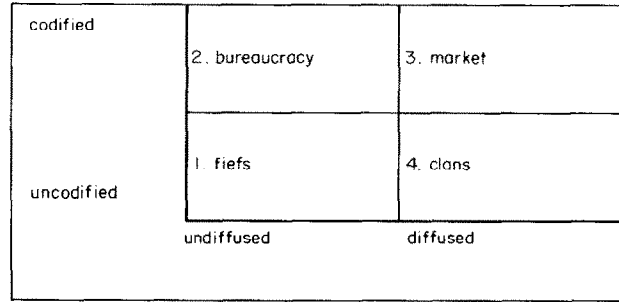 codified
2. bureaucracy
3. market
1. fiefs
4. clans
uncodified
undiffused
diffused